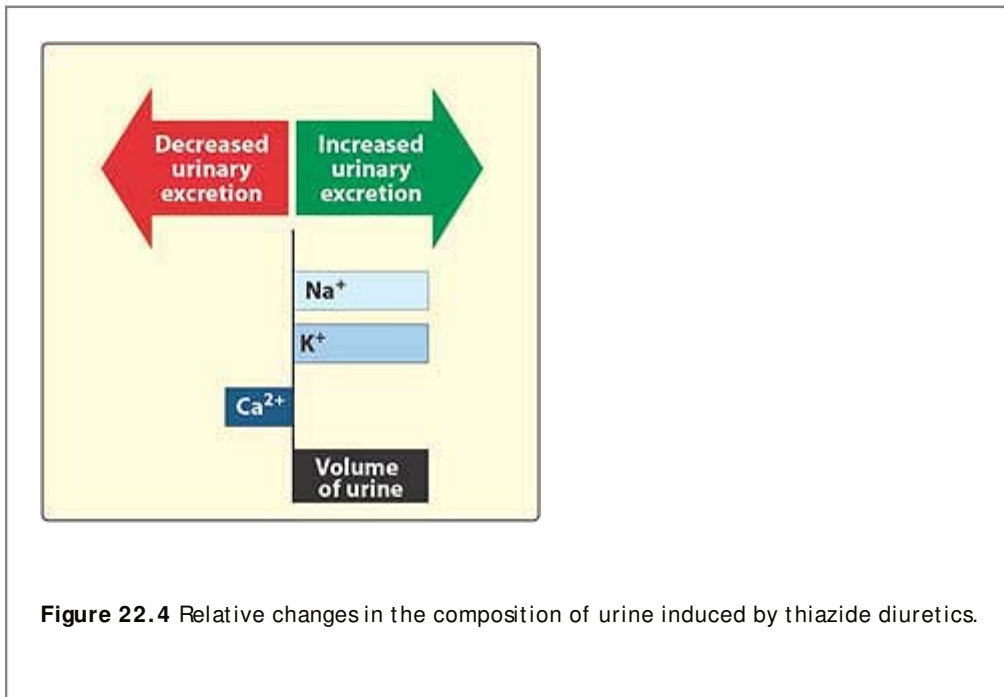 Decreased
urinary
excretion
Increased
urinary
excretion
Na⁺
K⁺
Ca²⁺
Volume
of urine
Figure 22.4 Relative changes in the composition of urine induced by thiazide diuretics.